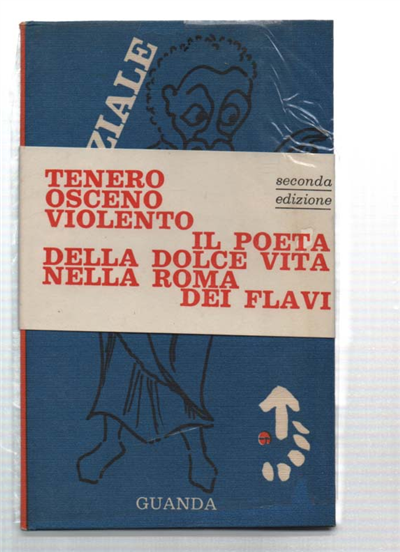 ZIALE
TENERO
OSCENO
VIOLENTO
IL POETA
DELLA DOLCE VITA
NELLA ROMA
DEI FLAVI
seconda
edizione
GUANDA